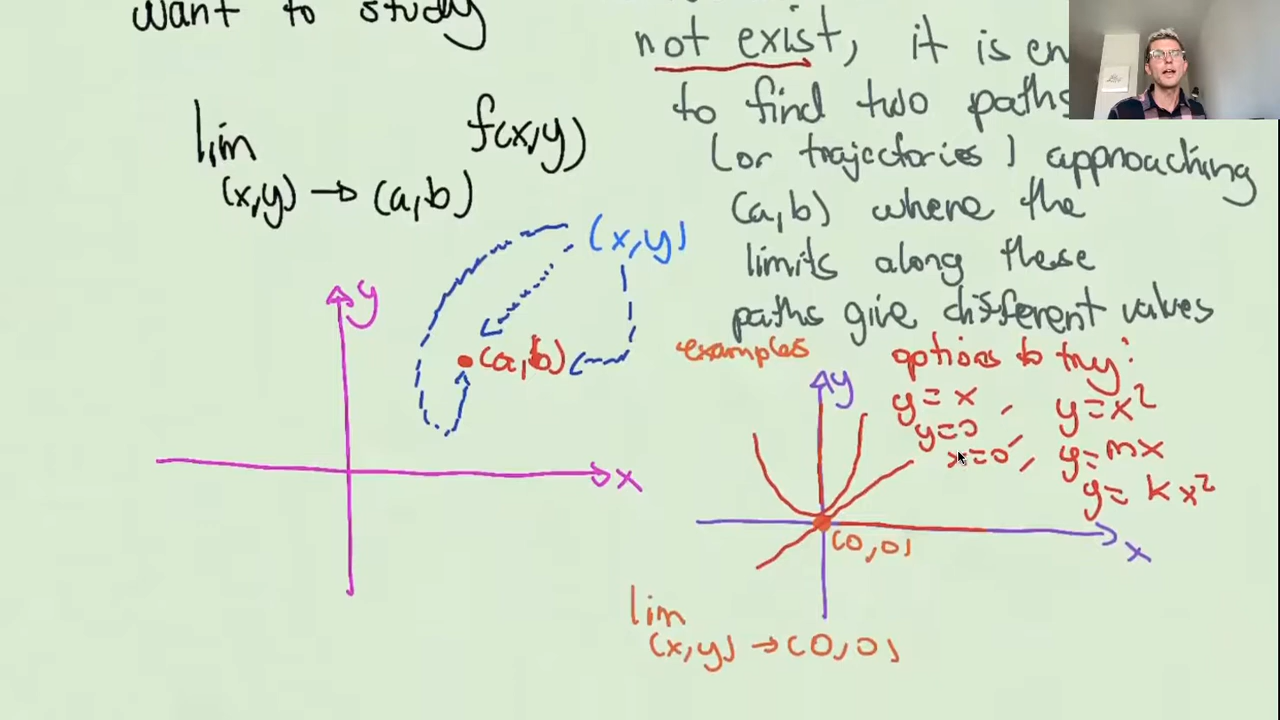 want to study
lim f(x,y)
(x,y) → (a,b)
(x,y)
y
(a,b)
x
not exist, it is
to find two paths
(or trajectories) approaching
(a,b) where the
limits along these
paths give different values
examples
options to try:
y
y = x, y = x²
y = 0,
x = 0, y = mx
y = kx²
(0,0)
x
lim
(x,y) → (0,0)